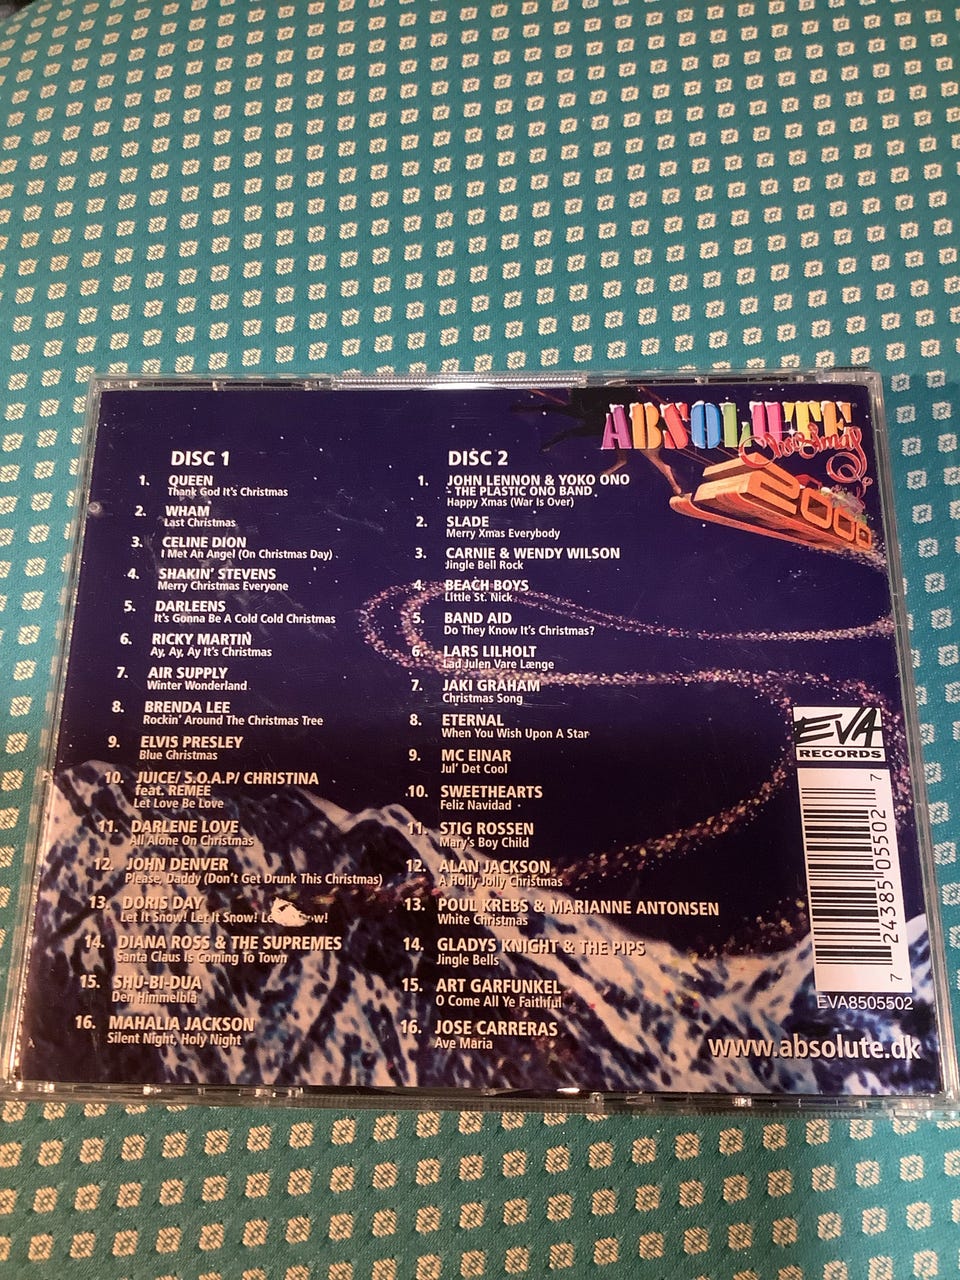 ABSOLUTE
Christmas
2000
DISC 1
1. QUEEN
Thank God It's Christmas
2. WHAM
Last Christmas
3. CELINE DION
I Met An Angel (On Christmas Day)
4. SHAKIN' STEVENS
Merry Christmas Everyone
5. DARLEENS
It's Gonna Be A Cold Cold Christmas
6. RICKY MARTIN
Ay, Ay, Ay It's Christmas
7. AIR SUPPLY
Winter Wonderland
8. BRENDA LEE
Rockin' Around The Christmas Tree
9. ELVIS PRESLEY
Blue Christmas
10. JUICE/ S.O.A.P/ CHRISTINA
feat. REMEE
Let Love Be Love
11. DARLENE LOVE
All Alone On Christmas
12. JOHN DENVER
Please, Daddy (Don't Get Drunk This Christmas)
13. DORIS DAY
Let It Snow! Let It Snow!
14. DIANA ROSS & THE SUPREMES
Santa Claus Is Coming To Town
15. SHU-BI-DUA
Den Himmelblå
16. MAHALIA JACKSON
Silent Night, Holy Night
DISC 2
1. JOHN LENNON & YOKO ONO
- THE PLASTIC ONO BAND
Happy Xmas (War Is Over)
2. SLADE
Merry Xmas Everybody
3. CARNIE & WENDY WILSON
Jingle Bell Rock
4. BEACH BOYS
Little St. Nick
5. BAND AID
Do They Know It's Christmas?
6. LARS LILHOLT
Lad Julen Vare Længe
7. JAKI GRAHAM
Christmas Song
8. ETERNAL
When You Wish Upon A Star
9. MC EINAR
Jul' Det Cool
10. SWEETHEARTS
Feliz Navidad
11. STIG ROSSEN
Mary's Boy Child
12. ALAN JACKSON
A Holly Jolly Christmas
13. POUL KREBS & MARIANNE ANTONSEN
White Christmas
14. GLADYS KNIGHT & THE PIPS
Jingle Bells
15. ART GARFUNKEL
O Come All Ye Faithful
16. JOSE CARRERAS
Ave Maria
EVA
RECORDS
7 24385 05502 7
EVA8505502
www.absolute.dk